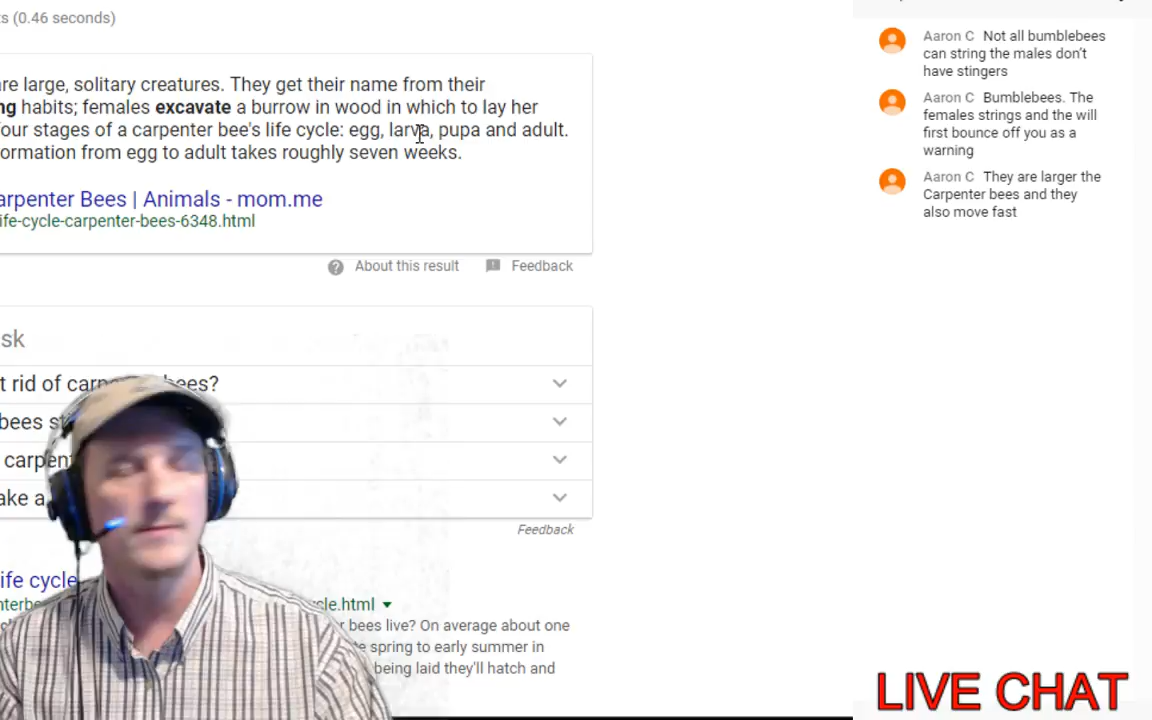 ts (0.46 seconds)
re large, solitary creatures. They get their name from their
ng habits; females excavate a burrow in wood in which to lay her
four stages of a carpenter bee's life cycle: egg, larva, pupa and adult.
ormation from egg to adult takes roughly seven weeks.
arpenter Bees | Animals - mom.me
ife-cycle-carpenter-bees-6348.html
About this result
Feedback
sk
t rid of carp bees?
bees st
carpent
ake a
Feedback
ife cycle
nterbe cle.html
r bees live? On average about one
e spring to early summer in
being laid they'll hatch and
Aaron C Not all bumblebees
can string the males don't
have stingers
Aaron C Bumblebees. The
females strings and the will
first bounce off you as a
warning
Aaron C They are larger the
Carpenter bees and they
also move fast
LIVE CHAT